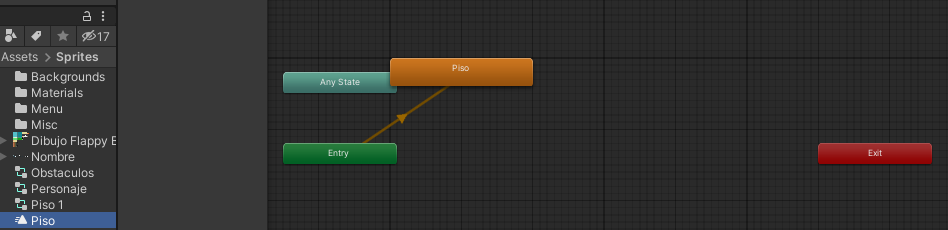 17
Assets > Sprites
Backgrounds
Materials
Menu
Misc
Dibujo Flappy B
Nombre
Obstaculos
Personaje
Piso 1
Piso
Piso
Any State
Entry
Exit